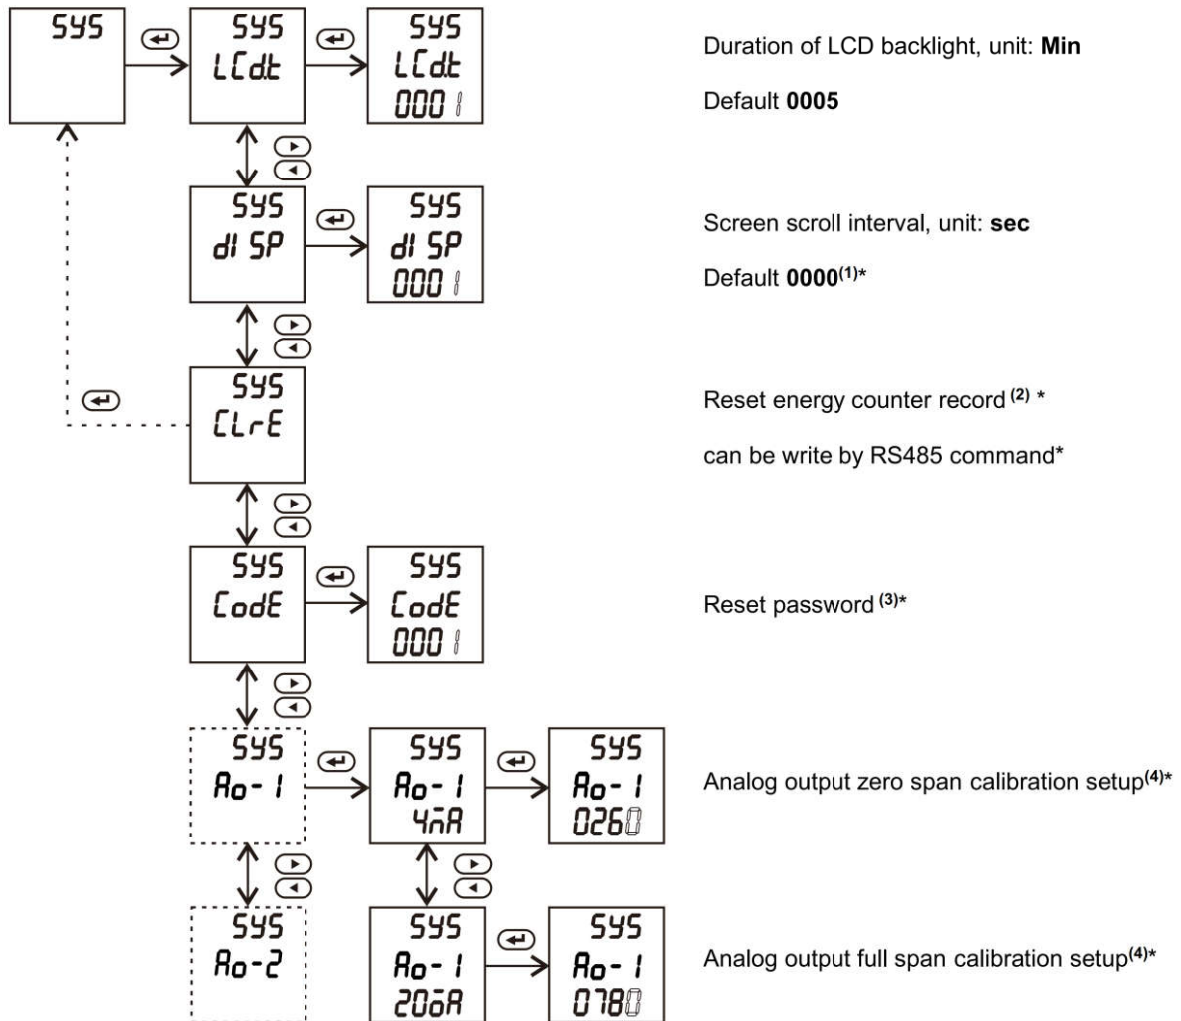 SYS
SYS
LCd.t
SYS
LCd.t
0001
Duration of LCD backlight, unit: Min
Default 0005
SYS
dISP
SYS
dISP
0001
Screen scroll interval, unit: sec
Default 0000(1)*
SYS
CLrE
Reset energy counter record (2) *
can be write by RS485 command*
SYS
CodE
SYS
CodE
0001
Reset password (3)*
SYS
Ao-1
SYS
Ao-1
4mA
SYS
Ao-1
0260
Analog output zero span calibration setup(4)*
SYS
Ao-2
SYS
Ao-1
20mA
SYS
Ao-1
0780
Analog output full span calibration setup(4)*